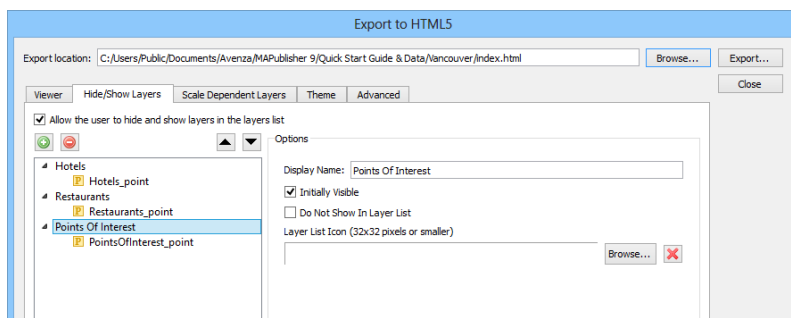 Export to HTML5
Export location: C:/Users/Public/Documents/Avenza/MAPublisher 9/Quick Start Guide & Data/Vancouver/index.html Browse... Export...
Close
Viewer Hide/Show Layers Scale Dependent Layers Theme Advanced
Allow the user to hide and show layers in the layers list
Options
Hotels
P Hotels_point
Restaurants
P Restaurants_point
Points Of Interest
P PointsOfInterest_point
Display Name: Points Of Interest
Initially Visible
Do Not Show In Layer List
Layer List Icon (32x32 pixels or smaller)
Browse...